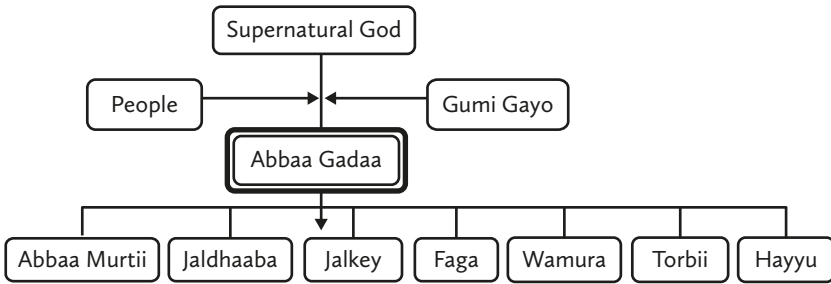 Supernatural God
People
Gumi Gayo
Abbaa Gadaa
Abbaa Murtii
Jaldhaaba
Jalkey
Faga
Wamura
Torbii
Hayyu